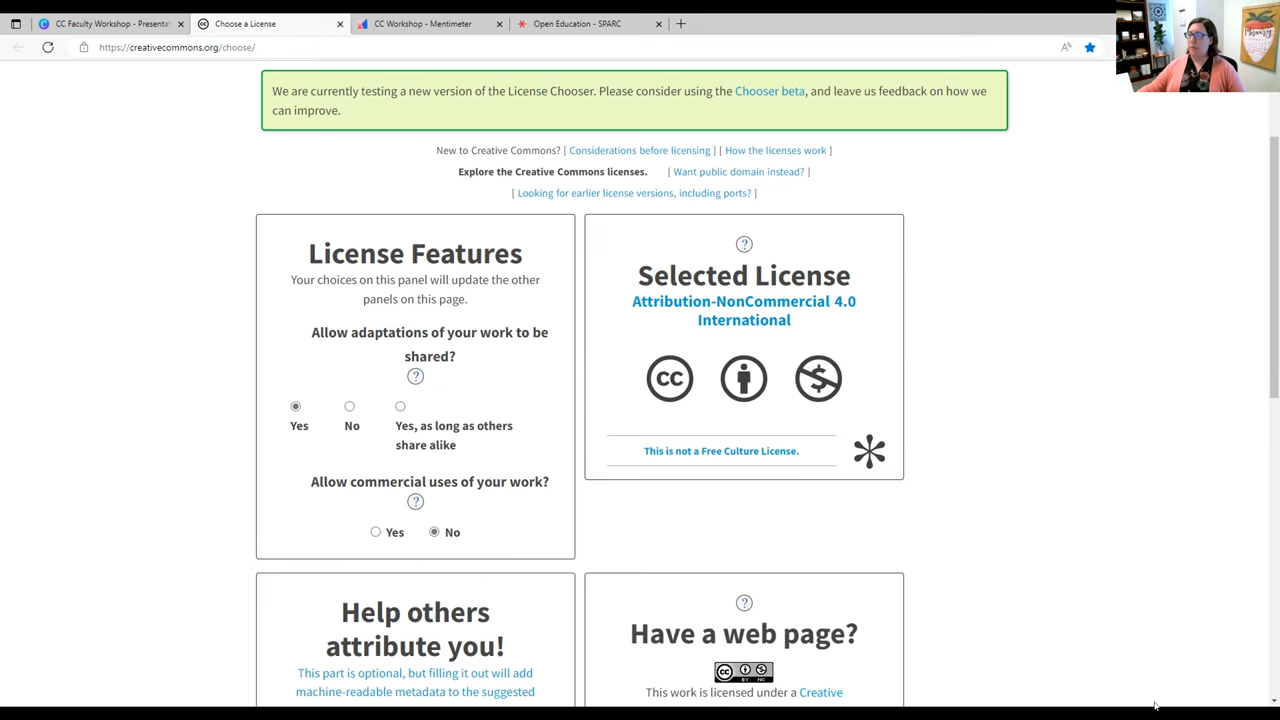 CC Faculty Workshop - Presentat
Choose a License
CC Workshop - Mentimeter
Open Education - SPARC
https://creativecommons.org/choose/
We are currently testing a new version of the License Chooser. Please consider using the Chooser beta, and leave us feedback on how we
can improve.
New to Creative Commons? [ Considerations before licensing ] [ How the licenses work ]
Explore the Creative Commons licenses. [ Want public domain instead? ]
[ Looking for earlier license versions, including ports? ]
License Features
Your choices on this panel will update the other
panels on this page.
Allow adaptations of your work to be
shared?
?
Yes
No
Yes, as long as others
share alike
Allow commercial uses of your work?
?
Yes
No
?
Selected License
Attribution-NonCommercial 4.0
International
cc
$
This is not a Free Culture License.
Help others
attribute you!
This part is optional, but filling it out will add
machine-readable metadata to the suggested
?
Have a web page?
cc
BY NC
This work is licensed under a Creative